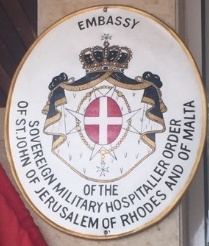 EMBASSY
OF THE
SOVEREIGN MILITARY HOSPITALLER ORDER
OF ST. JOHN OF JERUSALEM OF RHODES AND OF MALTA